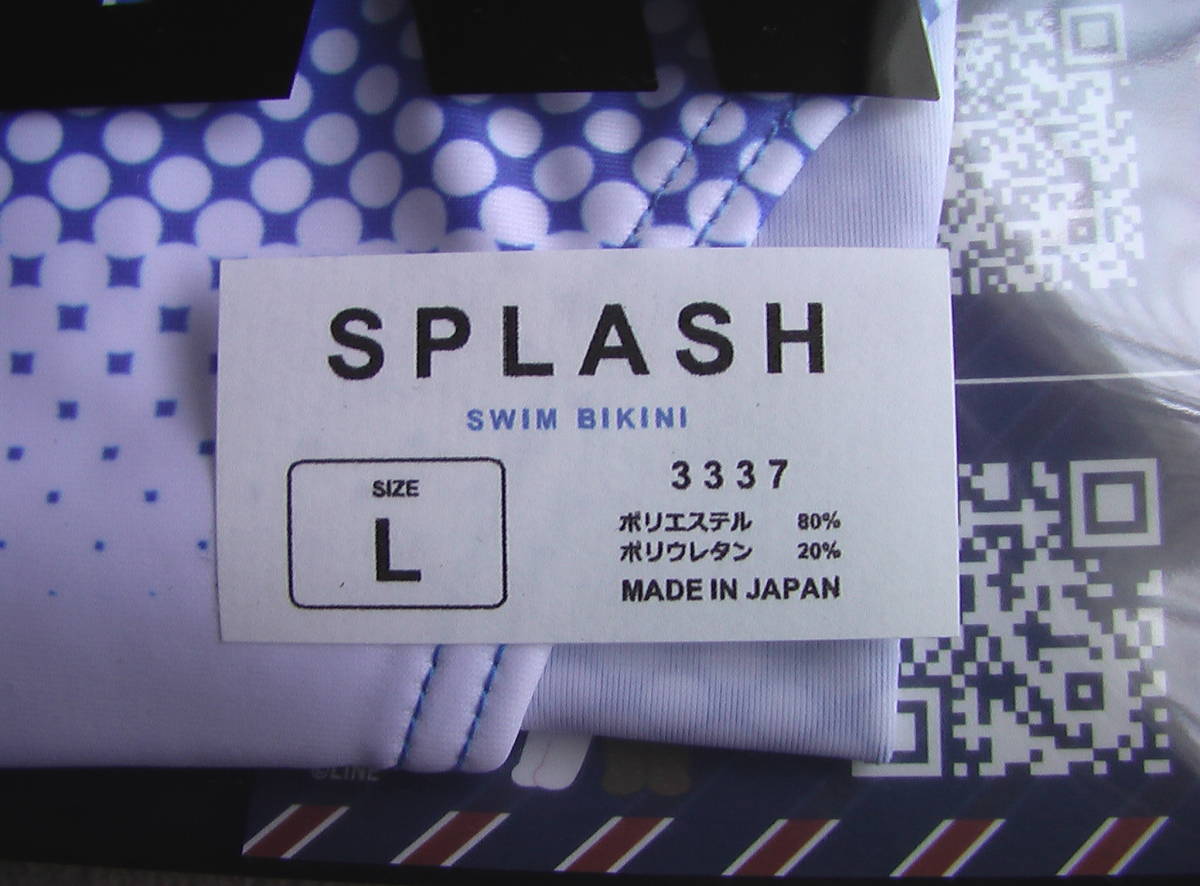 SPLASH
SWIM BIKINI
SIZE
L
3337
ポリエステル 80%
ポリウレタン 20%
MADE IN JAPAN
©LINE